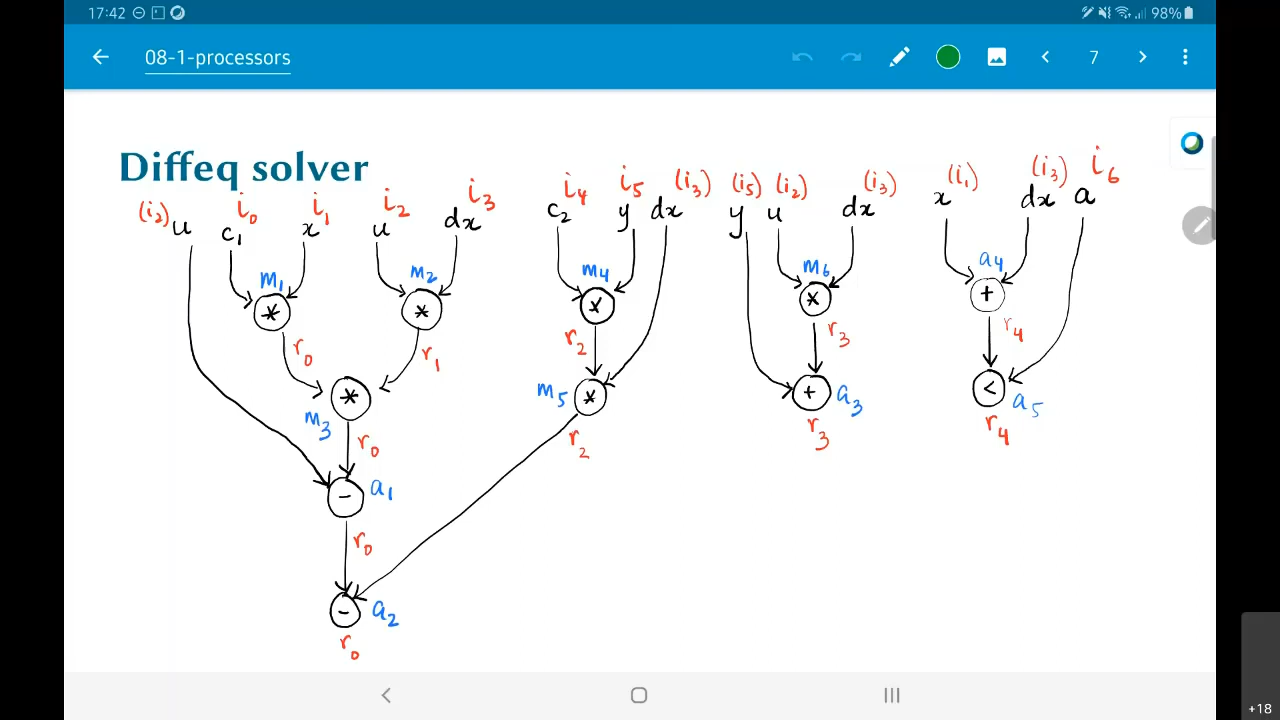 17:42 98%
08-1-processors 7
Diffeq solver
(i2) i0 i1 i2 i3 i4 i5 (i3) (i5) (i2) (i3) (i1) (i3) i6
u c1 x u dx c2 y dx y u dx x dx a
m1 m2 m4 m6 a4
* * * * +
r0 r1 r2 r3 r4
m3 * m5 * + a3 < a5
r0 r2 r3 r4
- a1
r0
- a2
r0
+18